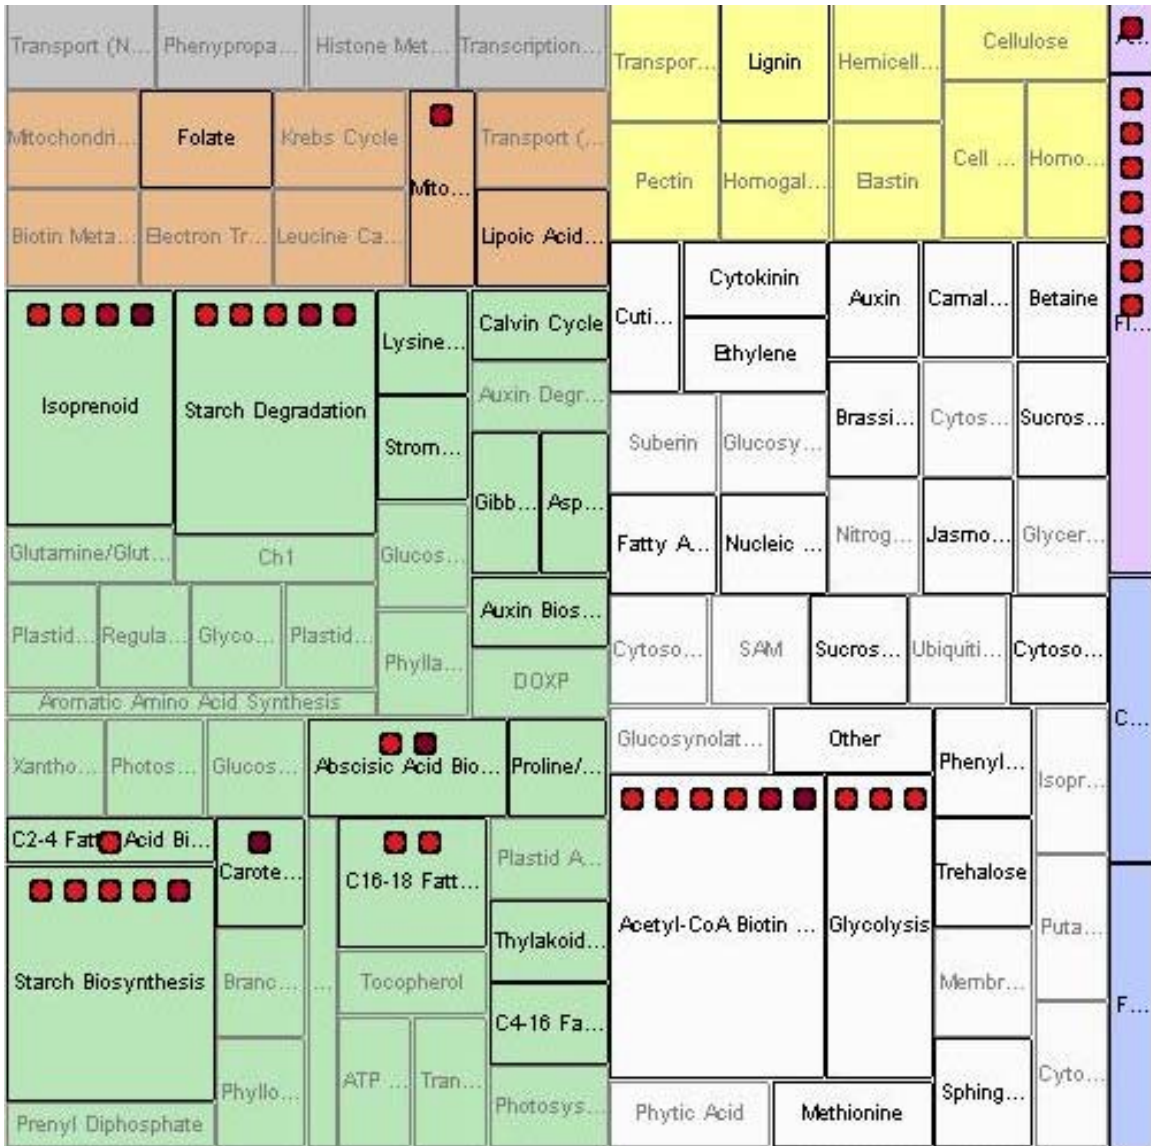 Transport (N...
Phenypropa...
Histone Met...
Transcription...
Mitochondri...
Folate
Krebs Cycle
Mito...
Transport (...
Biotin Meta...
Electron Tr...
Leucine Ca...
Lipoic Acid...
Transpor...
Lignin
Hemicell...
Cellulose
Pectin
Homogal...
Elastin
Cell ...
Homo...
A...
Fl...
Isoprenoid
Starch Degradation
Lysine...
Calvin Cycle
Auxin Degr...
Strom...
Gibb...
Asp...
Glutamine/Glut...
Ch1
Glucos...
Auxin Bios...
Plastid...
Regula...
Glyco...
Plastid...
Phylla...
DOXP
Aromatic Amino Acid Synthesis
Xantho...
Photos...
Glucos...
Abscisic Acid Bio...
Proline/...
C2-4 Fatty Acid Bi...
Carote...
C16-18 Fatt...
Plastid A...
Starch Biosynthesis
Branc...
...
Tocopherol
Thylakoid...
C4-16 Fa...
Phyllo...
ATP ...
Tran...
Photosys...
Prenyl Diphosphate
Cuti...
Cytokinin
Ethylene
Auxin
Camal...
Betaine
Suberin
Glucosy...
Brassi...
Cytos...
Sucros...
Fatty A...
Nucleic ...
Nitrog...
Jasmo...
Glycer...
Cytoso...
SAM
Sucros...
Ubiquiti...
Cytoso...
Glucosynolat...
Other
Phenyl...
Isopr...
Acetyl-CoA Biotin ...
Glycolysis
Trehalose
Puta...
Membr...
Phytic Acid
Methionine
Sphing...
Cyto...
C...
F...